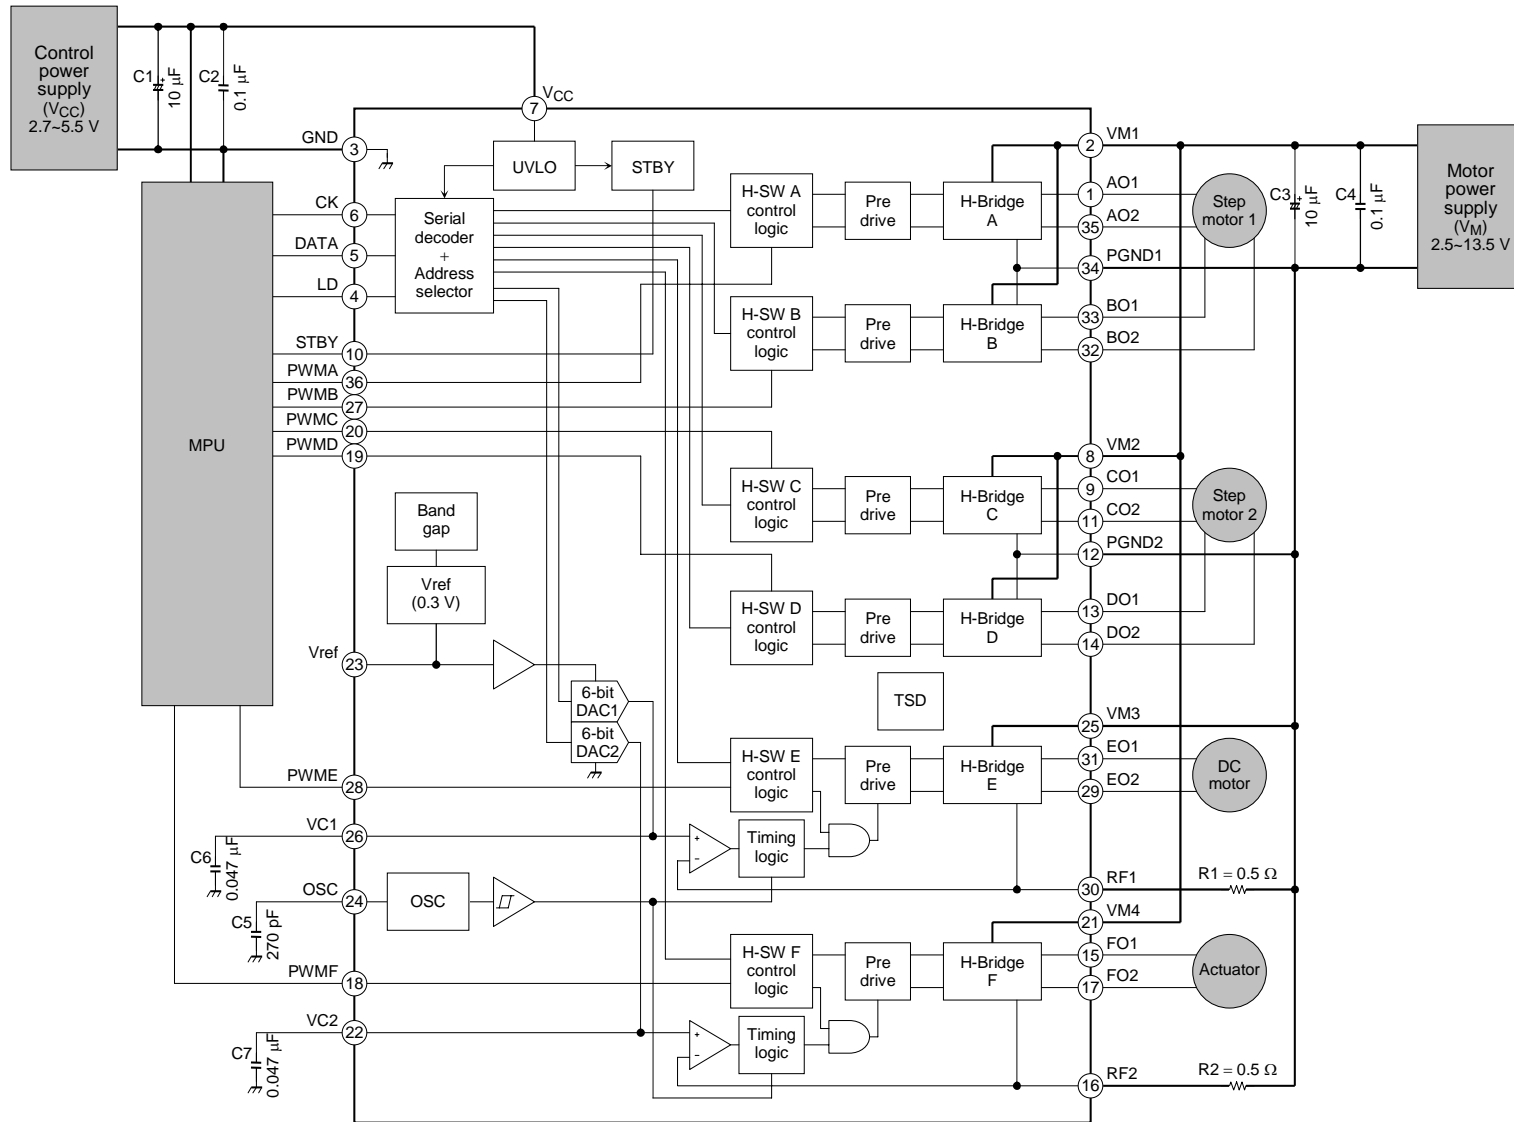 Control
power
supply
(VCC)
2.7~5.5 V
C1
+
10 μF
C2
0.1 μF
VCC
7
GND
3
UVLO
STBY
CK
6
DATA
5
LD
4
Serial
decoder
+
Address
selector
STBY
10
PWMA
36
PWMB
27
PWMC
20
PWMD
19
MPU
Band
gap
Vref
(0.3 V)
Vref
23
6-bit
DAC1
6-bit
DAC2
PWME
28
VC1
26
C6
0.047 μF
OSC
24
OSC
C5
270 pF
PWMF
18
VC2
22
C7
0.047 μF
H-SW A
control
logic
Pre
drive
H-Bridge
A
H-SW B
control
logic
Pre
drive
H-Bridge
B
H-SW C
control
logic
Pre
drive
H-Bridge
C
H-SW D
control
logic
Pre
drive
H-Bridge
D
TSD
H-SW E
control
logic
Pre
drive
H-Bridge
E
+
−
Timing
logic
H-SW F
control
logic
Pre
drive
H-Bridge
F
+
−
Timing
logic
VM1
2
AO1
1
AO2
35
PGND1
34
BO1
33
BO2
32
Step
motor 1
C3
+
10 μF
C4
0.1 μF
Motor
power
supply
(VM)
2.5~13.5 V
VM2
8
CO1
9
CO2
11
PGND2
12
DO1
13
DO2
14
Step
motor 2
VM3
25
EO1
31
EO2
29
DC
motor
RF1
30
R1 = 0.5 Ω
VM4
21
FO1
15
FO2
17
Actuator
RF2
16
R2 = 0.5 Ω